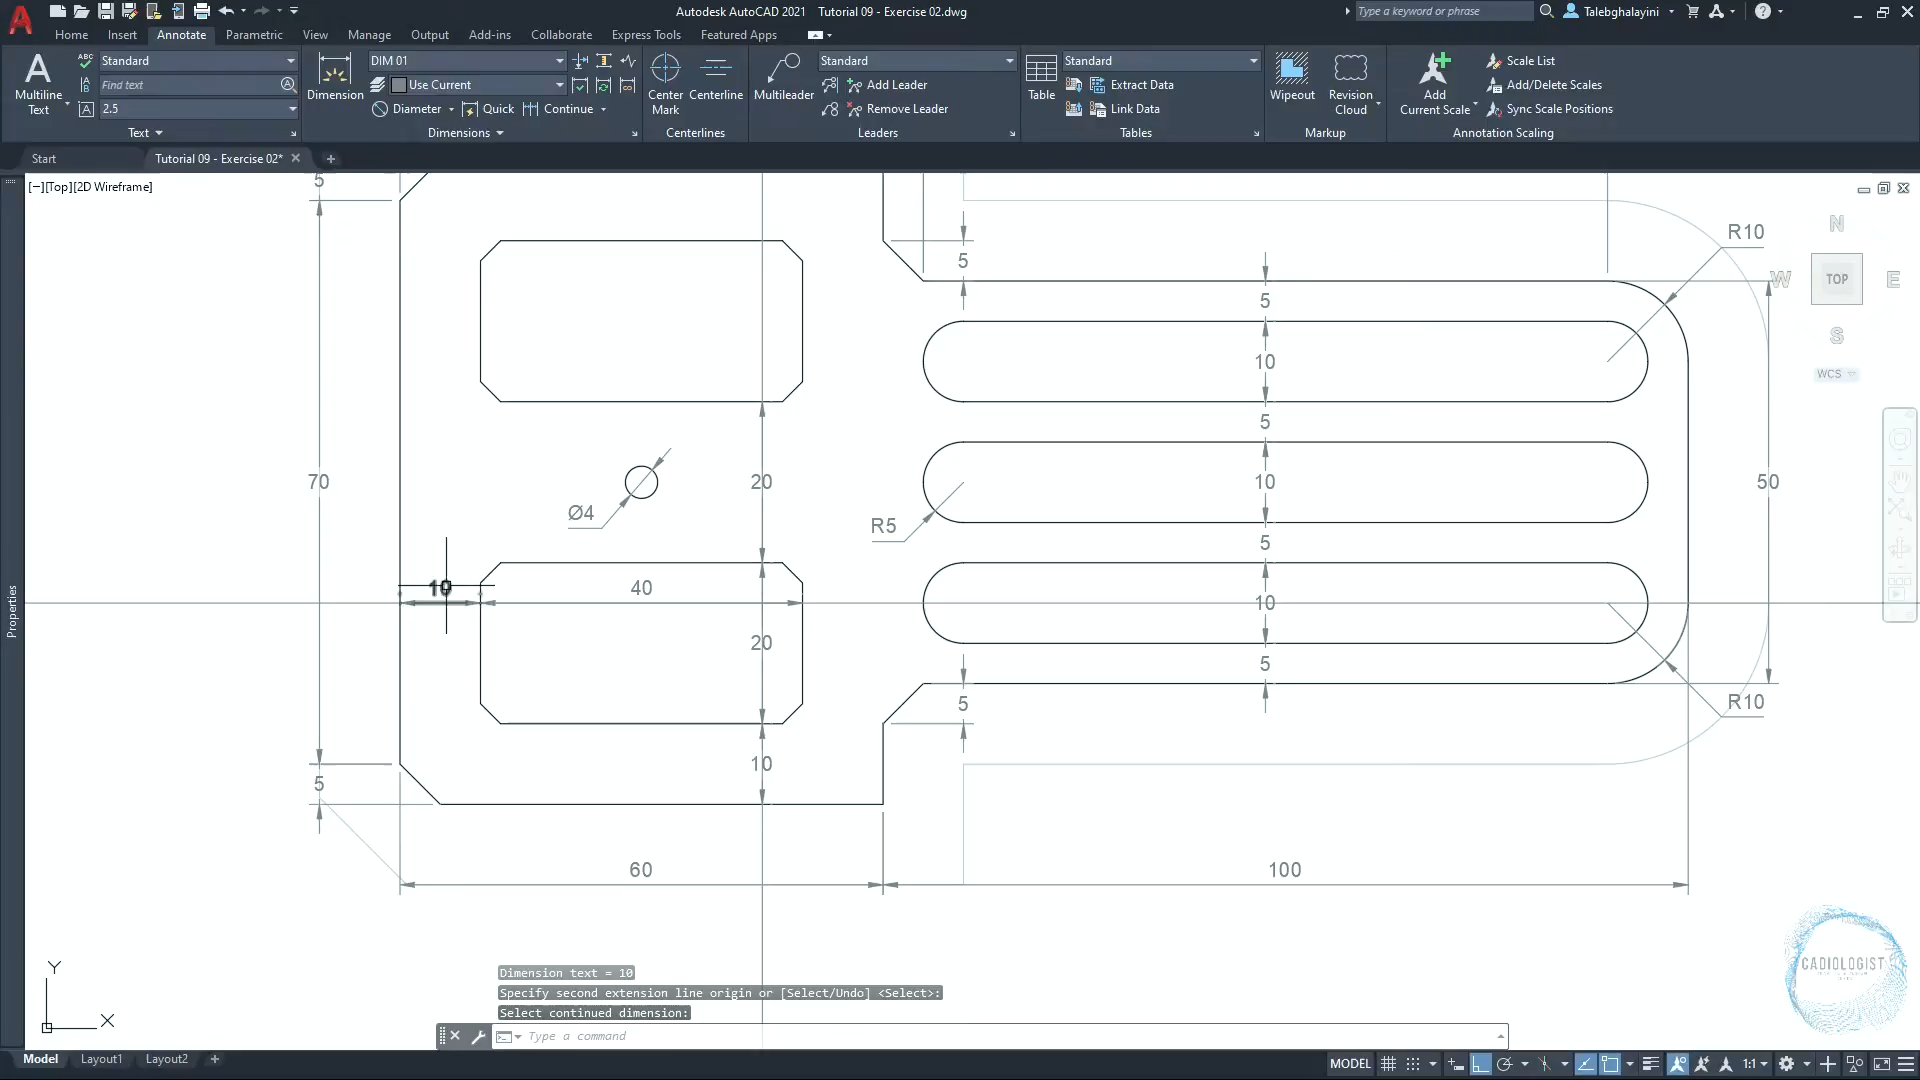 Autodesk AutoCAD 2021 Tutorial 09 - Exercise 02.dwg
Type a keyword or phrase
Talebghalayini
Home Insert Annotate Parametric View Manage Output Add-ins Collaborate Express Tools Featured Apps
Multiline Text
Standard
Find text
2.5
Text
Dimension
DIM 01
Use Current
Diameter Quick Continue
Dimensions
Center Mark
Centerline
Centerlines
Multileader
Standard
Add Leader
Remove Leader
Leaders
Table
Standard
Extract Data
Link Data
Tables
Wipeout
Revision Cloud
Markup
Add Current Scale
Scale List
Add/Delete Scales
Sync Scale Positions
Annotation Scaling
Start
Tutorial 09 - Exercise 02*
[−][Top][2D Wireframe]
Properties
N
W
TOP
E
S
WCS
5
R10
5
5
10
5
70
20
10
50
Ø4
R5
5
10
40
10
20
5
5
R10
10
5
60
100
Y
X
CADIOLOGIST
Dimension text = 10
Specify second extension line origin or [Select/Undo] <Select>:
Select continued dimension:
Type a command
Model Layout1 Layout2
MODEL
1:1